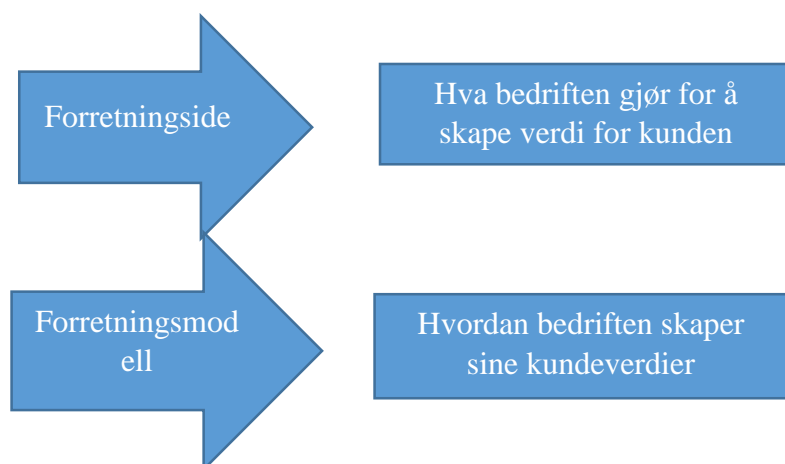 Forretningside
Hva bedriften gjør for å
skape verdi for kunden
Forretningsmod
ell
Hvordan bedriften skaper
sine kundeverdier